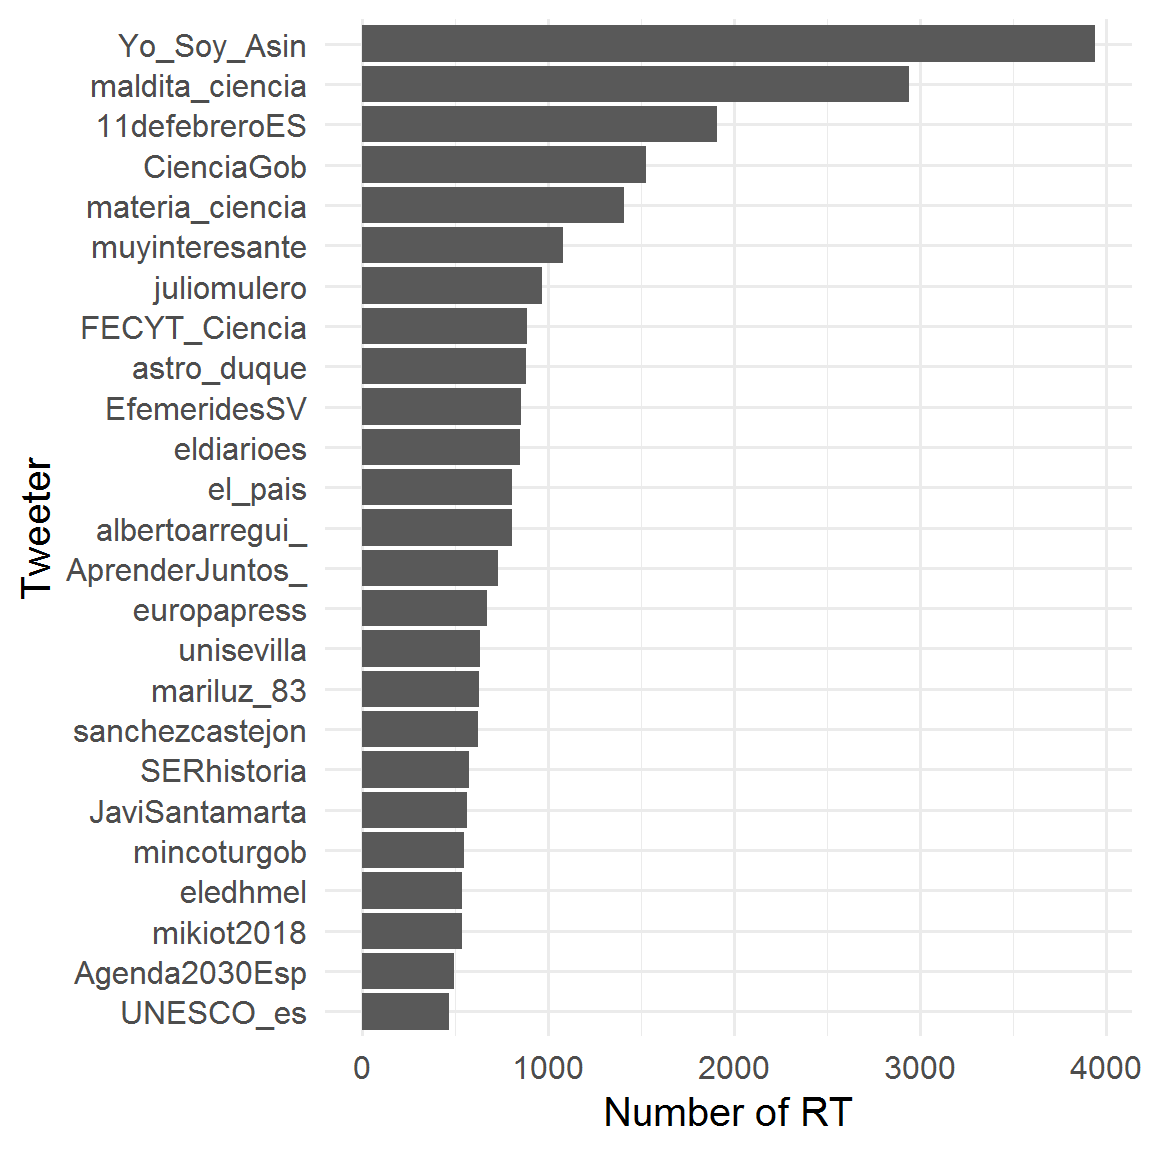 Yo_Soy_Asin
maldita_ciencia
11defebreroES
CienciaGob
materia_ciencia
muyinteresante
juliomulero
FECYT_Ciencia
astro_duque
EfemeridesSV
eldiarioes
el_pais
albertoarregui_
AprenderJuntos_
europapress
unisevilla
mariluz_83
sanchezcastejon
SERhistoria
JaviSantamarta
mincoturgob
eledhmel
mikiot2018
Agenda2030Esp
UNESCO_es
Tweeter
0 1000 2000 3000 4000
Number of RT